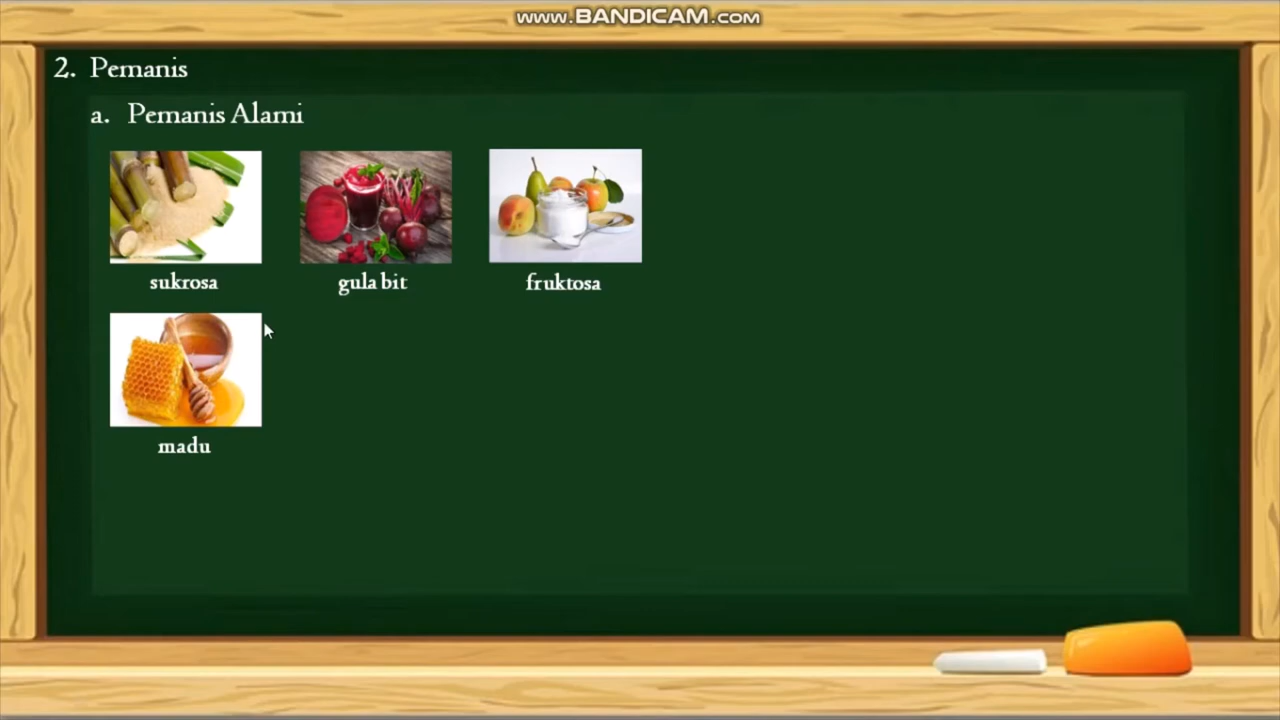 www.BANDICAM.com
2. Pemanis
a. Pemanis Alami
sukrosa
gula bit
fruktosa
madu